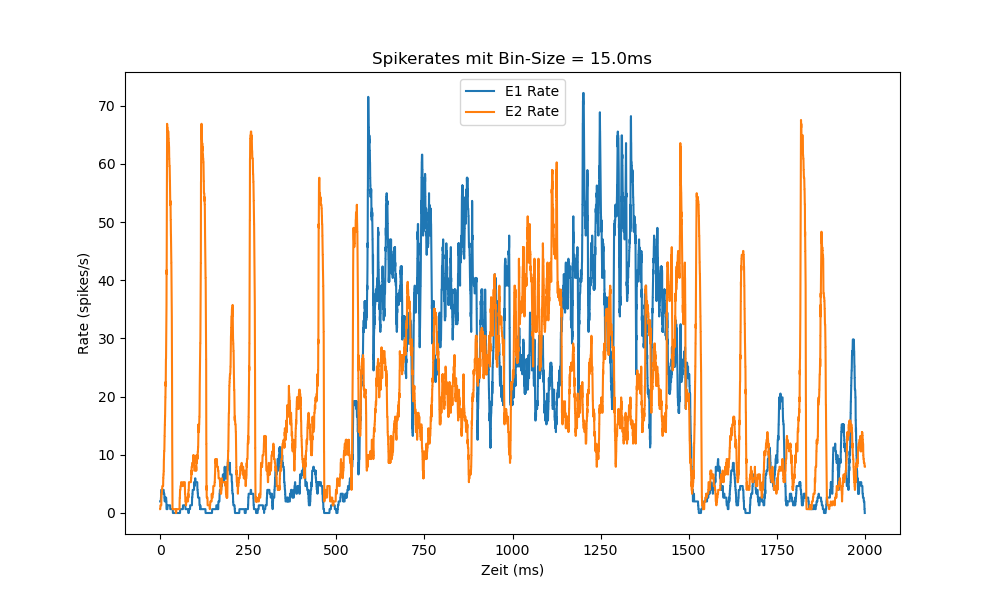 Spikerates mit Bin-Size = 15.0ms
E1 Rate
E2 Rate
70
60
50
40
30
20
10
0
Rate (spikes/s)
0 250 500 750 1000 1250 1500 1750 2000
Zeit (ms)